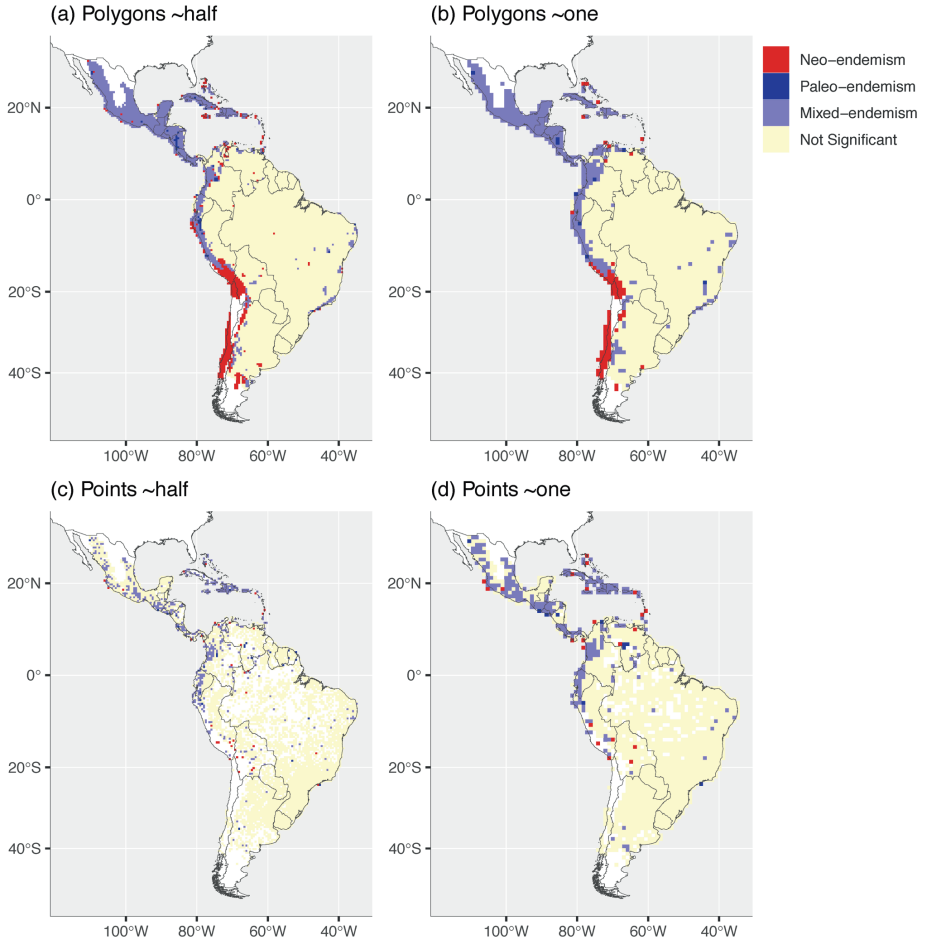 (a) Polygons ~half
(b) Polygons ~one
Neo−endemism
Paleo−endemism
Mixed−endemism
Not Significant
20°N
0°
20°S
40°S
100°W 80°W 60°W 40°W
20°N
0°
20°S
40°S
100°W 80°W 60°W 40°W
(c) Points ~half
(d) Points ~one
20°N
0°
20°S
40°S
100°W 80°W 60°W 40°W
20°N
0°
20°S
40°S
100°W 80°W 60°W 40°W